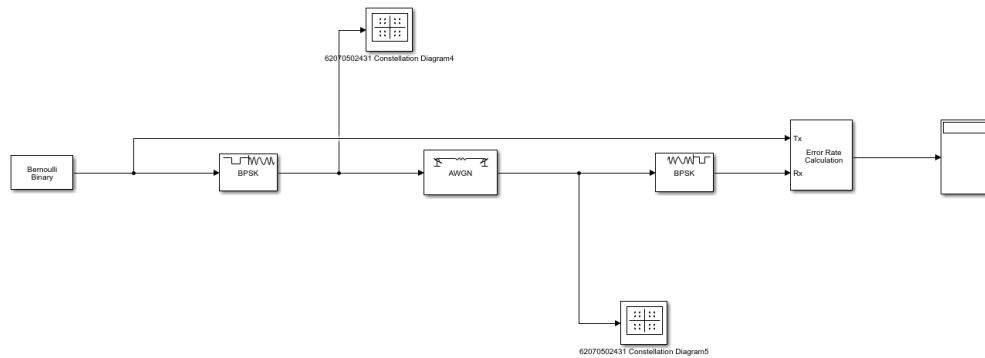 62070502431 Constellation Diagram4
Tx
Bernoulli
Binary
BPSK
AWGN
BPSK
Error Rate
Calculation
Rx
62070502431 Constellation Diagram5